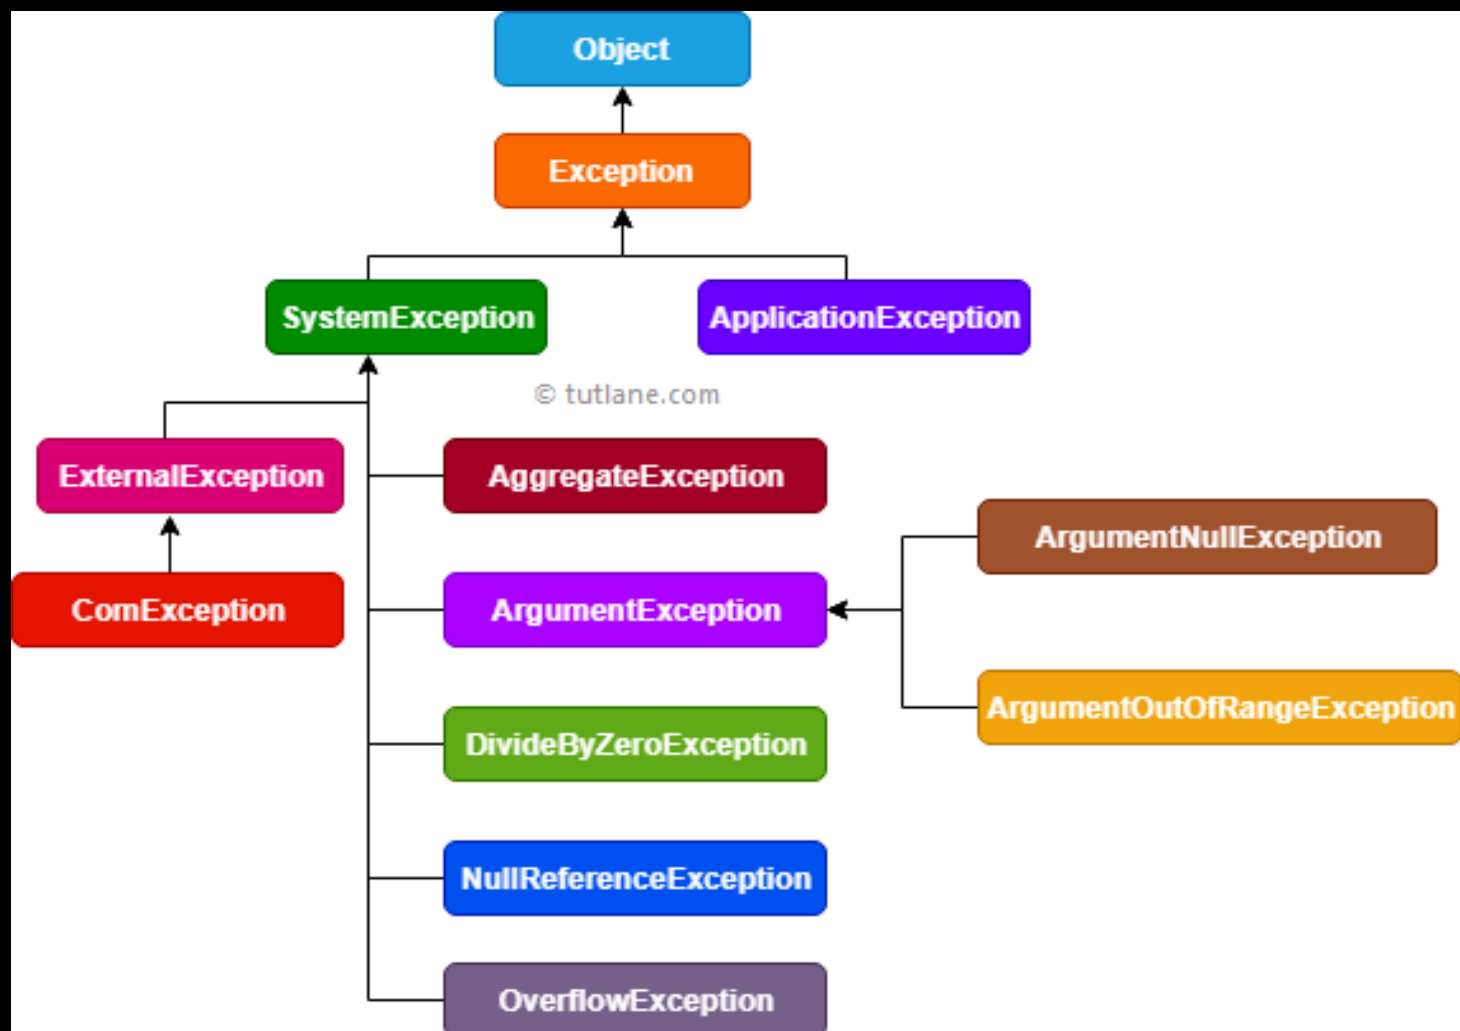 Object
Exception
SystemException
ApplicationException
© tutlane.com
ExternalException
AggregateException
ArgumentNullException
ComException
ArgumentException
ArgumentOutOfRangeException
DivideByZeroException
NullReferenceException
OverflowException